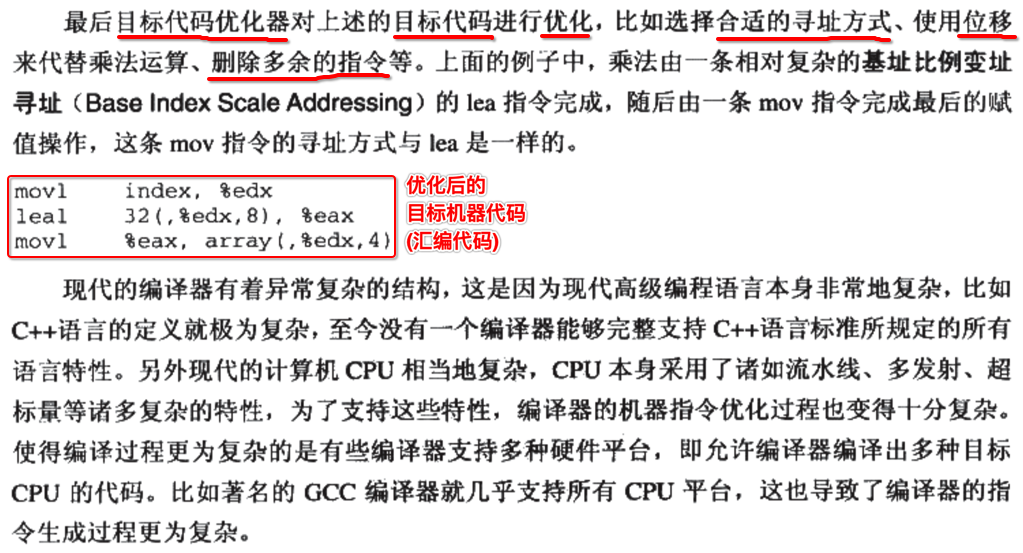 最后目标代码优化器对上述的目标代码进行优化，比如选择合适的寻址方式、使用位移
来代替乘法运算、删除多余的指令等。上面的例子中，乘法由一条相对复杂的基址比例变址
寻址（Base Index Scale Addressing）的 lea 指令完成，随后由一条 mov 指令完成最后的赋
值操作，这条 mov 指令的寻址方式与 lea 是一样的。
movl index, %edx
leal 32(,%edx,8), %eax
movl %eax, array(,%edx,4)
优化后的
目标机器代码
(汇编代码)
现代的编译器有着异常复杂的结构，这是因为现代高级编程语言本身非常地复杂，比如
C++语言的定义就极为复杂，至今没有一个编译器能够完整支持 C++语言标准所规定的所有
语言特性。另外现代的计算机 CPU 相当地复杂，CPU 本身采用了诸如流水线、多发射、超
标量等诸多复杂的特性，为了支持这些特性，编译器的机器指令优化过程也变得十分复杂。
使得编译过程更为复杂的是有些编译器支持多种硬件平台，即允许编译器编译出多种目标
CPU 的代码。比如著名的 GCC 编译器就几乎支持所有 CPU 平台，这也导致了编译器的指
令生成过程更为复杂。